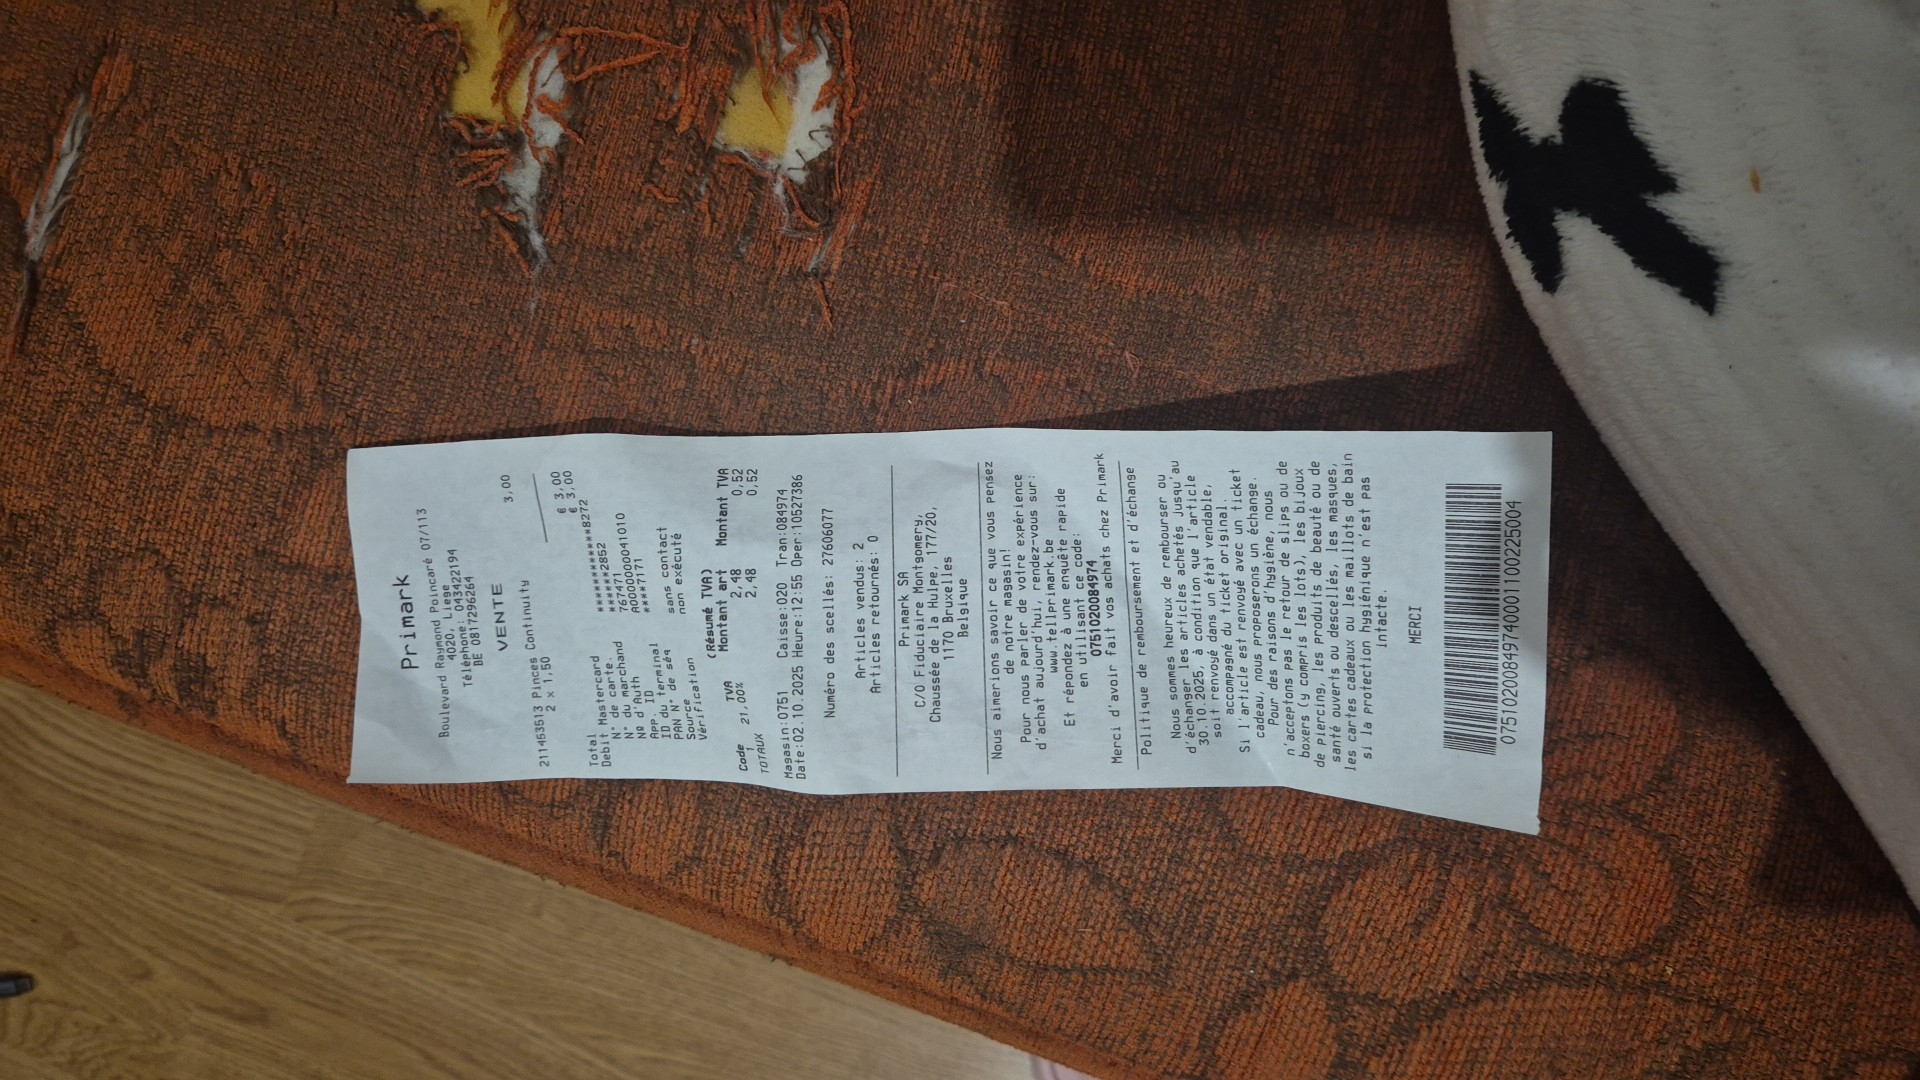 Primark
Boulevard Raymond Poincaré 07/113
4020, Liege
Téléphone: 043422194
BE 0817296264
VENTE
211453513 Pinces Continuity 3,00
2 x 1,50
Total € 3,00
Debit Mastercard € 3,00
N° de carte. ************8272
N° du marchand ******2852
Nº d'Auth 767471
App. ID A0000000041010
ID du terminal ****7171
PAN N° de séq
Source sans contact
Vérification non exécuté
(Résumé TVA)
Code TVA Montant art Montant TVA
1 21,00% 2,48 0,52
TOTAUX 2,48 0,52
Magasin:0751 Caisse:020 Tran:084974
Date:02.10.2025 Heure:12:55 Oper:10527386
Numéro des scellés: 27606077
Articles vendus: 2
Articles retournés: 0
Primark SA
C/O Fiduciaire Montgomery,
Chaussée de la Hulpe, 177/20,
1170 Bruxelles
Belgique
Nous aimerions savoir ce que vous pensez
de notre magasin!
Pour nous parler de votre expérience
d'achat aujourd'hui, rendez-vous sur:
www.tellprimark.be
Et répondez à une enquête rapide
en utilisant ce code:
0751020084974
Merci d'avoir fait vos achats chez Primark
Politique de remboursement et d'échange
Nous sommes heureux de rembourser ou
d'échanger les articles achetés jusqu'au
30.10.2025, à condition que l'article
soit renvoyé dans un état vendable,
accompagné du ticket original.
Si l'article est renvoyé avec un ticket
cadeau, nous proposerons un échange.
Pour des raisons d'hygiène, nous
n'acceptons pas le retour de slips ou de
boxers (y compris les lots), les bijoux
de piercing, les produits de beauté ou de
santé ouverts ou descellés, les masques,
les cartes cadeaux ou les maillots de bain
si la protection hygiénique n'est pas
intacte.
MERCI
07510200849740001100225004